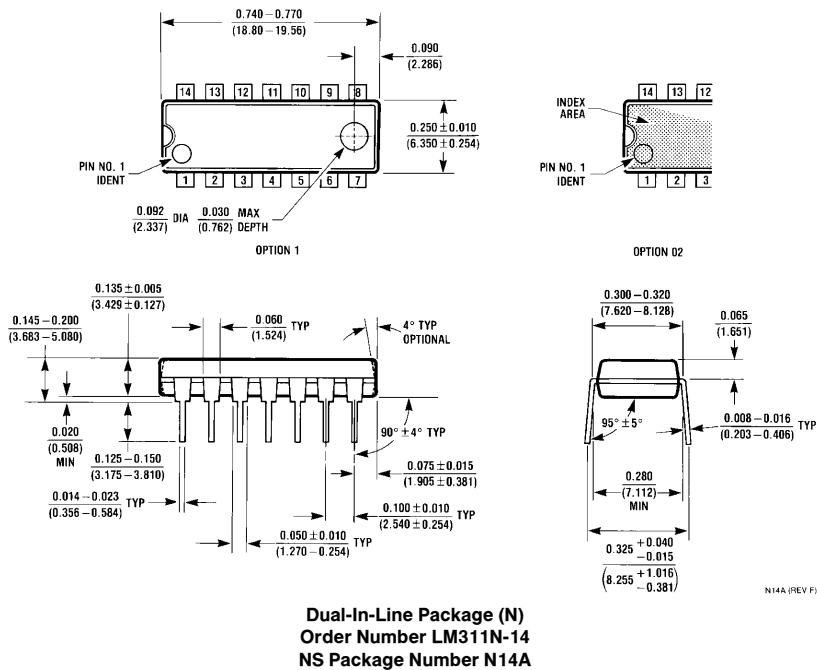 0.740 – 0.770
(18.80 – 19.56)
0.090
(2.286)
14 13 12 11 10 9 8
1 2 3 4 5 6 7
0.250 ± 0.010
(6.350 ± 0.254)
PIN NO. 1
IDENT
0.092
(2.337)
DIA
0.030
(0.762)
MAX
DEPTH
OPTION 1
14 13 12
1 2 3
INDEX
AREA
PIN NO. 1
IDENT
OPTION 02
0.135 ± 0.005
(3.429 ± 0.127)
0.145 – 0.200
(3.683 – 5.080)
0.060
(1.524)
TYP
4° TYP
OPTIONAL
0.020
(0.508)
MIN
0.125 – 0.150
(3.175 – 3.810)
0.014 – 0.023
(0.356 – 0.584)
TYP
90° ± 4° TYP
0.075 ± 0.015
(1.905 ± 0.381)
0.100 ± 0.010
(2.540 ± 0.254)
TYP
0.050 ± 0.010
(1.270 – 0.254)
TYP
0.300 – 0.320
(7.620 – 8.128)
0.065
(1.651)
95° ± 5°
0.008 – 0.016
(0.203 – 0.406)
TYP
0.280
(7.112)
MIN
0.325 +0.040
–0.015
(8.255 +1.016
–0.381)
N14A (REV F)
Dual-In-Line Package (N)
Order Number LM311N-14
NS Package Number N14A